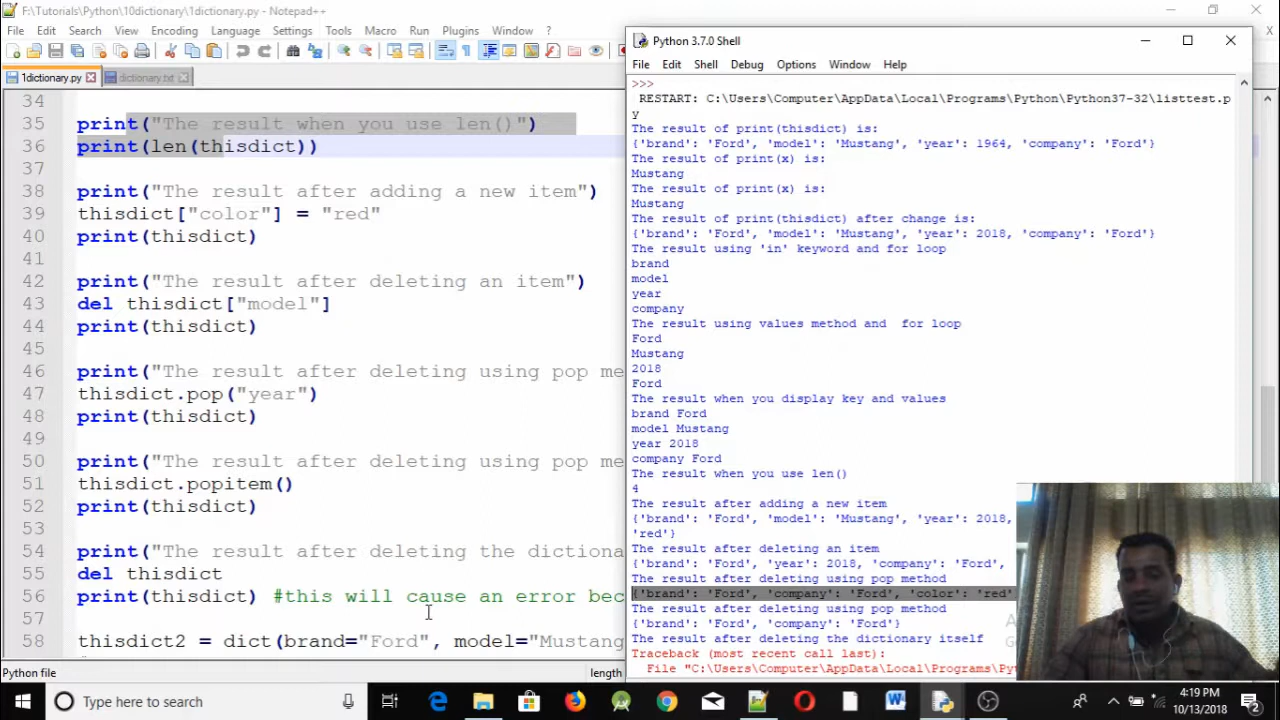 F:\Tutorials\Python\10dictionary\1dictionary.py - Notepad++
File Edit Search View Encoding Language Settings Tools Macro Run Plugins Window ?
1dictionary.py dictionary.txt
34
35 print("The result when you use len()")
36 print(len(thisdict))
37
38 print("The result after adding a new item")
39 thisdict["color"] = "red"
40 print(thisdict)
41
42 print("The result after deleting an item")
43 del thisdict["model"]
44 print(thisdict)
45
46 print("The result after deleting using pop me
47 thisdict.pop("year")
48 print(thisdict)
49
50 print("The result after deleting using pop me
51 thisdict.popitem()
52 print(thisdict)
53
54 print("The result after deleting the dictiona
55 del thisdict
56 print(thisdict) #this will cause an error bec
57
58 thisdict2 = dict(brand="Ford", model="Mustang
Python file length
Python 3.7.0 Shell
File Edit Shell Debug Options Window Help
>>>
RESTART: C:\Users\Computer\AppData\Local\Programs\Python\Python37-32\listtest.p
y
The result of print(thisdict) is:
{'brand': 'Ford', 'model': 'Mustang', 'year': 1964, 'company': 'Ford'}
The result of print(x) is:
Mustang
The result of print(x) is:
Mustang
The result of print(thisdict) after change is:
{'brand': 'Ford', 'model': 'Mustang', 'year': 2018, 'company': 'Ford'}
The result using 'in' keyword and for loop
brand
model
year
company
The result using values method and  for loop
Ford
Mustang
2018
Ford
The result when you display key and values
brand Ford
model Mustang
year 2018
company Ford
The result when you use len()
4
The result after adding a new item
{'brand': 'Ford', 'model': 'Mustang', 'year': 2018,
'red'}
The result after deleting an item
{'brand': 'Ford', 'year': 2018, 'company': 'Ford',
The result after deleting using pop method
{'brand': 'Ford', 'company': 'Ford', 'color': 'red'
The result after deleting using pop method
{'brand': 'Ford', 'company': 'Ford'}
The result after deleting the dictionary itself
Traceback (most recent call last):
File "C:\Users\Computer\AppData\Local\Programs\Py
Type here to search
4:19 PM
10/13/2018
2